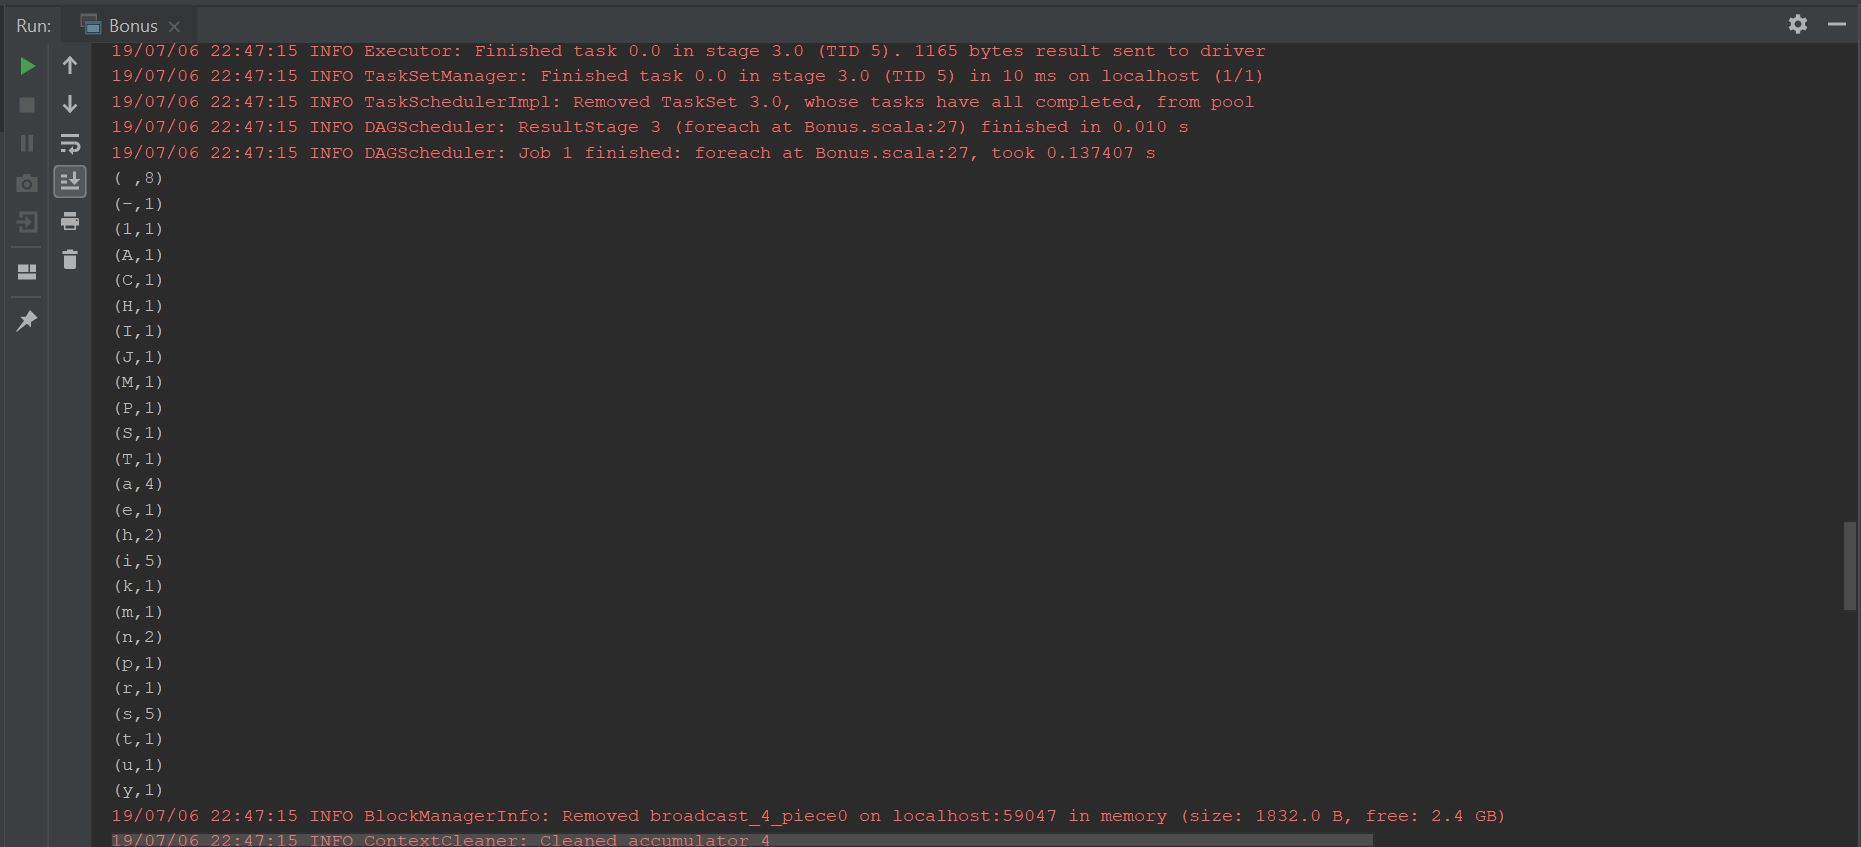 Run: Bonus
19/07/06 22:47:15 INFO Executor: Finished task 0.0 in stage 3.0 (TID 5). 1165 bytes result sent to driver
19/07/06 22:47:15 INFO TaskSetManager: Finished task 0.0 in stage 3.0 (TID 5) in 10 ms on localhost (1/1)
19/07/06 22:47:15 INFO TaskSchedulerImpl: Removed TaskSet 3.0, whose tasks have all completed, from pool
19/07/06 22:47:15 INFO DAGScheduler: ResultStage 3 (foreach at Bonus.scala:27) finished in 0.010 s
19/07/06 22:47:15 INFO DAGScheduler: Job 1 finished: foreach at Bonus.scala:27, took 0.137407 s
( ,8)
(-,1)
(1,1)
(A,1)
(C,1)
(H,1)
(I,1)
(J,1)
(M,1)
(P,1)
(S,1)
(T,1)
(a,4)
(e,1)
(h,2)
(i,5)
(k,1)
(m,1)
(n,2)
(p,1)
(r,1)
(s,5)
(t,1)
(u,1)
(y,1)
19/07/06 22:47:15 INFO BlockManagerInfo: Removed broadcast_4_piece0 on localhost:59047 in memory (size: 1832.0 B, free: 2.4 GB)
19/07/06 22:47:15 INFO ContextCleaner: Cleaned accumulator 4